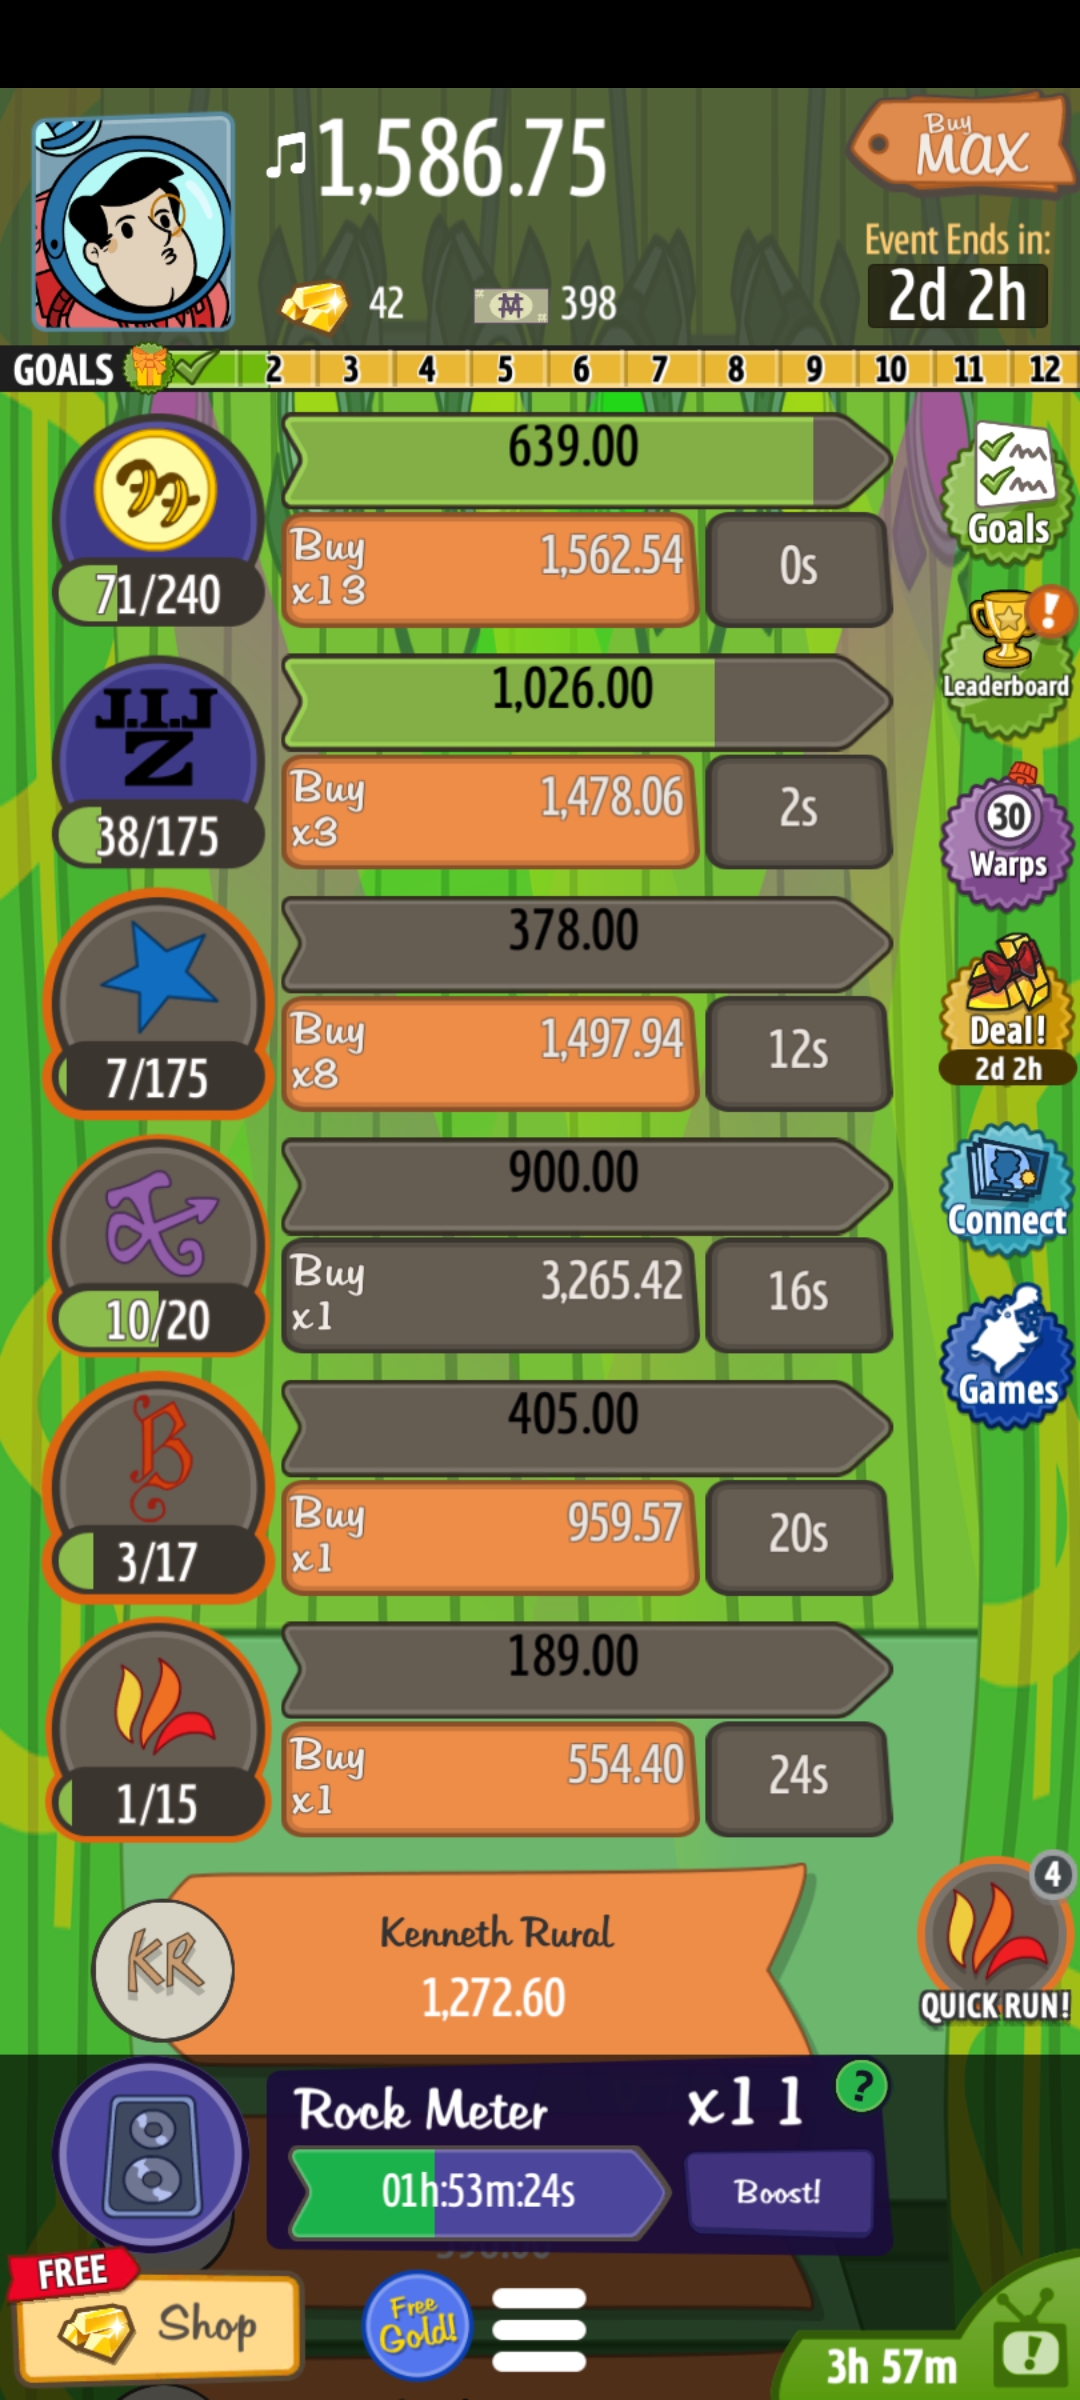 1,586.75
Buy
MAX
Event Ends in:
42
398
2d 2h
GOALS 2 3 4 5 6 7 8 9 10 11 12
639.00
Buy
x13
1,562.54
0s
71/240
Goals
J.I.J
Z
1,026.00
Buy
x3
1,478.06
2s
38/175
Leaderboard
378.00
Buy
x8
1,497.94
12s
7/175
30
Warps
Deal!
2d 2h
900.00
Buy
x1
3,265.42
16s
10/20
Connect
B
405.00
Buy
x1
959.57
20s
3/17
Games
189.00
Buy
x1
554.40
24s
1/15
KR
Kenneth Rural
1,272.60
4
QUICK RUN!
Rock Meter
x11
?
01h:53m:24s
Boost!
FREE
Shop
Free
Gold!
3h 57m